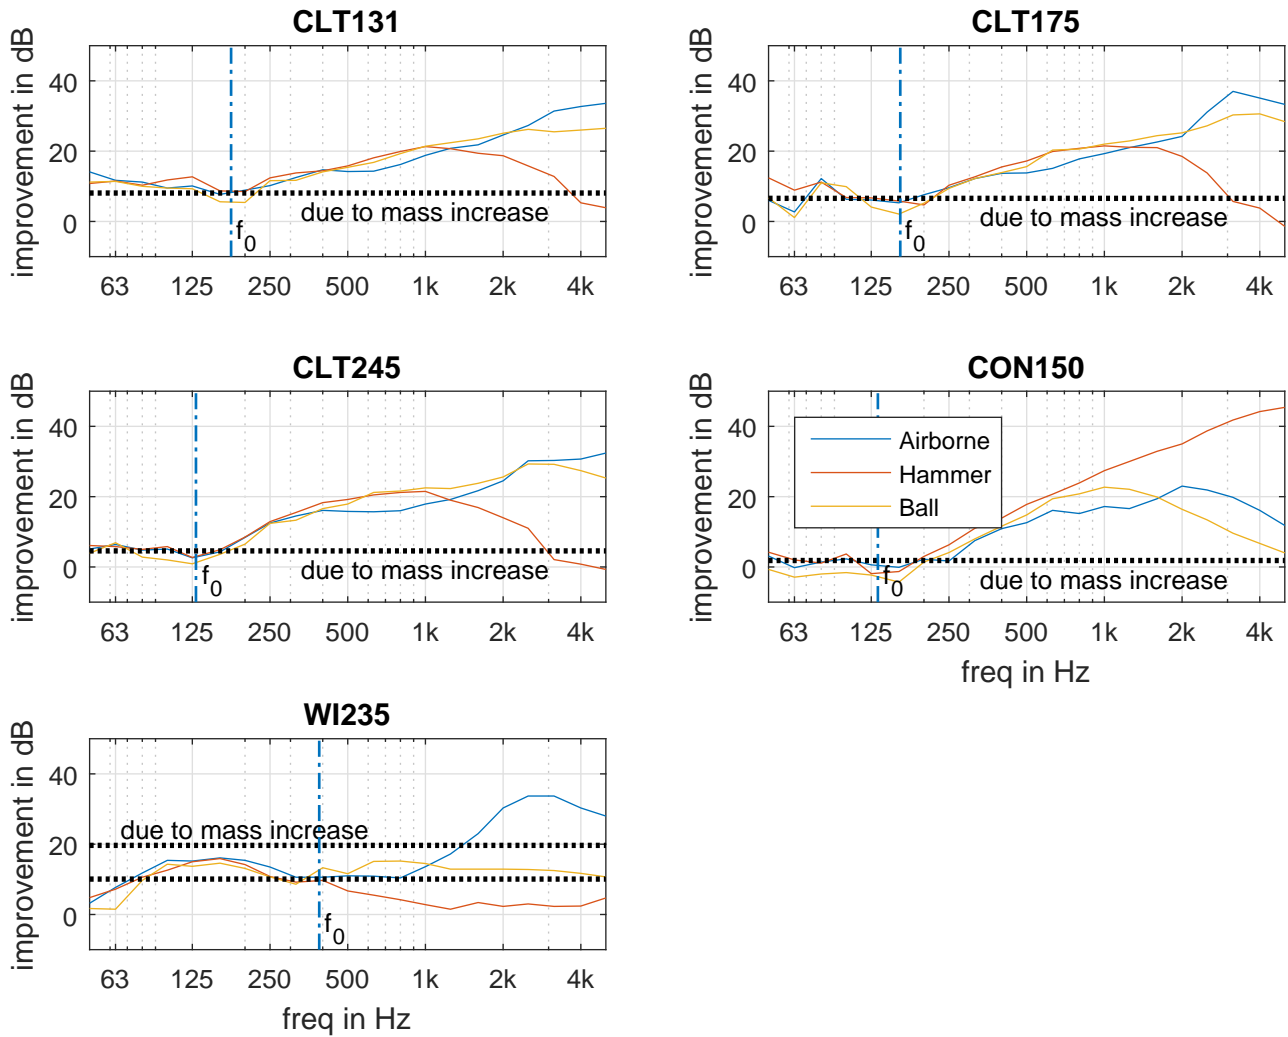 CLT131
improvement in dB
40
20
0
due to mass increase
f0
63 125 250 500 1k 2k 4k
CLT175
improvement in dB
40
20
0
due to mass increase
f0
63 125 250 500 1k 2k 4k
CLT245
improvement in dB
40
20
0
due to mass increase
f0
63 125 250 500 1k 2k 4k
CON150
improvement in dB
40
20
0
Airborne
Hammer
Ball
due to mass increase
f0
63 125 250 500 1k 2k 4k
freq in Hz
WI235
improvement in dB
40
20
0
due to mass increase
f0
63 125 250 500 1k 2k 4k
freq in Hz